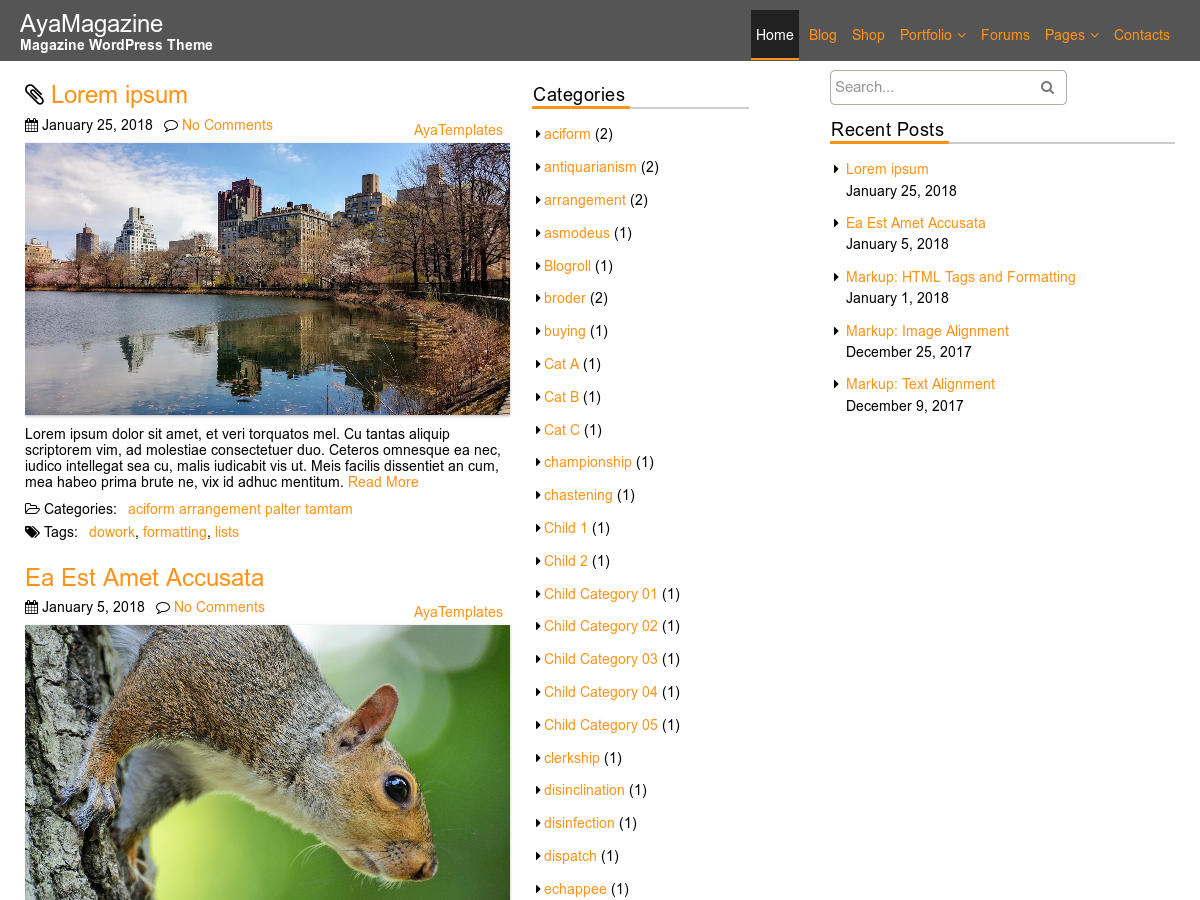 AyaMagazine
Magazine WordPress Theme
Home Blog Shop Portfolio Forums Pages Contacts
Lorem ipsum
January 25, 2018 No Comments AyaTemplates
Lorem ipsum dolor sit amet, et veri torquatos mel. Cu tantas aliquip
scriptorem vim, ad molestiae consectetuer duo. Ceteros omnesque ea nec,
iudico intellegat sea cu, malis iudicabit vis ut. Meis facilis dissentiet an cum,
mea habeo prima brute ne, vix id adhuc mentitum. Read More
Categories: aciform arrangement palter tamtam
Tags: dowork, formatting, lists
Ea Est Amet Accusata
January 5, 2018 No Comments AyaTemplates
Categories
aciform (2)
antiquarianism (2)
arrangement (2)
asmodeus (1)
Blogroll (1)
broder (2)
buying (1)
Cat A (1)
Cat B (1)
Cat C (1)
championship (1)
chastening (1)
Child 1 (1)
Child 2 (1)
Child Category 01 (1)
Child Category 02 (1)
Child Category 03 (1)
Child Category 04 (1)
Child Category 05 (1)
clerkship (1)
disinclination (1)
disinfection (1)
dispatch (1)
echappee (1)
Search...
Recent Posts
Lorem ipsum
January 25, 2018
Ea Est Amet Accusata
January 5, 2018
Markup: HTML Tags and Formatting
January 1, 2018
Markup: Image Alignment
December 25, 2017
Markup: Text Alignment
December 9, 2017